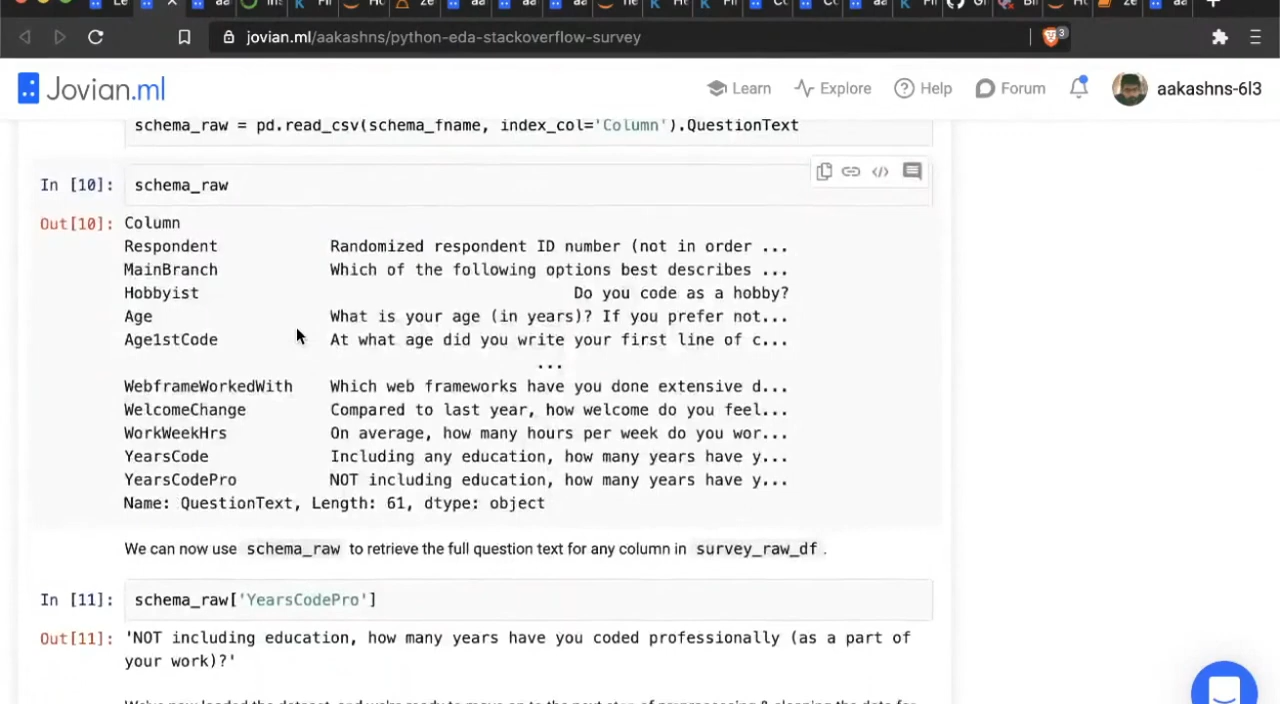 jovian.ml/aakashns/python-eda-stackoverflow-survey
3
Jovian.ml
Learn
Explore
Help
Forum
aakashns-6l3
schema_raw = pd.read_csv(schema_fname, index_col='Column').QuestionText
In [10]: schema_raw
Out[10]: Column
Respondent Randomized respondent ID number (not in order ...
MainBranch Which of the following options best describes ...
Hobbyist Do you code as a hobby?
Age What is your age (in years)? If you prefer not...
Age1stCode At what age did you write your first line of c...
...
WebframeWorkedWith Which web frameworks have you done extensive d...
WelcomeChange Compared to last year, how welcome do you feel...
WorkWeekHrs On average, how many hours per week do you wor...
YearsCode Including any education, how many years have y...
YearsCodePro NOT including education, how many years have y...
Name: QuestionText, Length: 61, dtype: object
We can now use schema_raw to retrieve the full question text for any column in survey_raw_df .
In [11]: schema_raw['YearsCodePro']
Out[11]: 'NOT including education, how many years have you coded professionally (as a part of
your work)?'